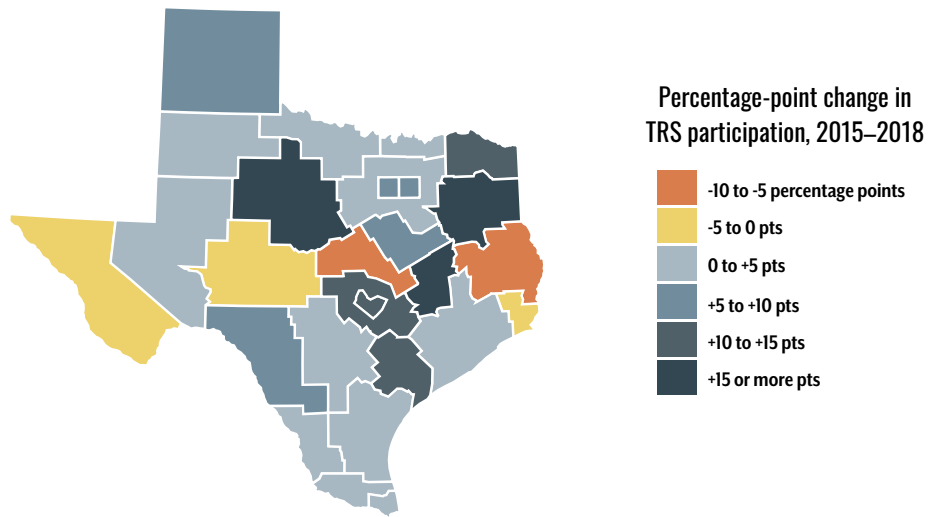 Percentage-point change in
TRS participation, 2015–2018
-10 to -5 percentage points
-5 to 0 pts
0 to +5 pts
+5 to +10 pts
+10 to +15 pts
+15 or more pts